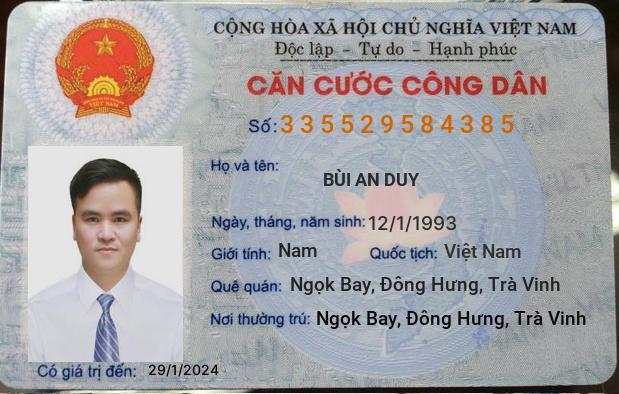 CỘNG HÒA XÃ HỘI CHỦ NGHĨA VIỆT NAM
Độc lập - Tự do - Hạnh phúc
CĂN CƯỚC CÔNG DÂN
Số: 335529584385
Họ và tên:
BÙI AN DUY
Ngày, tháng, năm sinh: 12/1/1993
Giới tính: Nam Quốc tịch: Việt Nam
Quê quán: Ngọk Bay, Đông Hưng, Trà Vinh
Nơi thường trú: Ngọk Bay, Đông Hưng, Trà Vinh
Có giá trị đến: 29/1/2024
VIỆT NAM